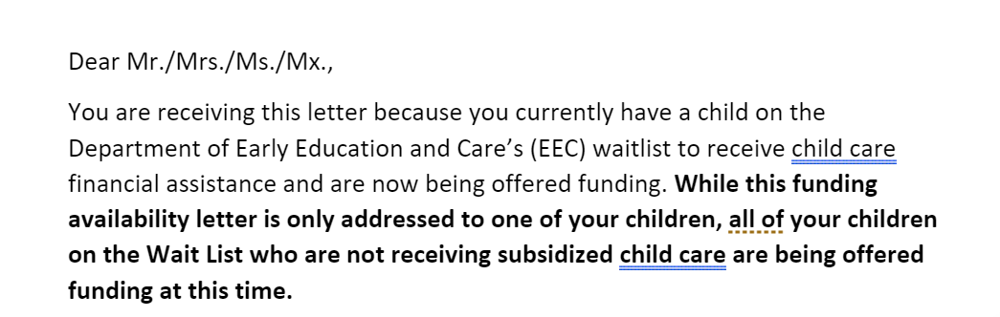 Dear Mr./Mrs./Ms./Mx.,
You are receiving this letter because you currently have a child on the
Department of Early Education and Care’s (EEC) waitlist to receive child care
financial assistance and are now being offered funding. While this funding
availability letter is only addressed to one of your children, all of your children
on the Wait List who are not receiving subsidized child care are being offered
funding at this time.